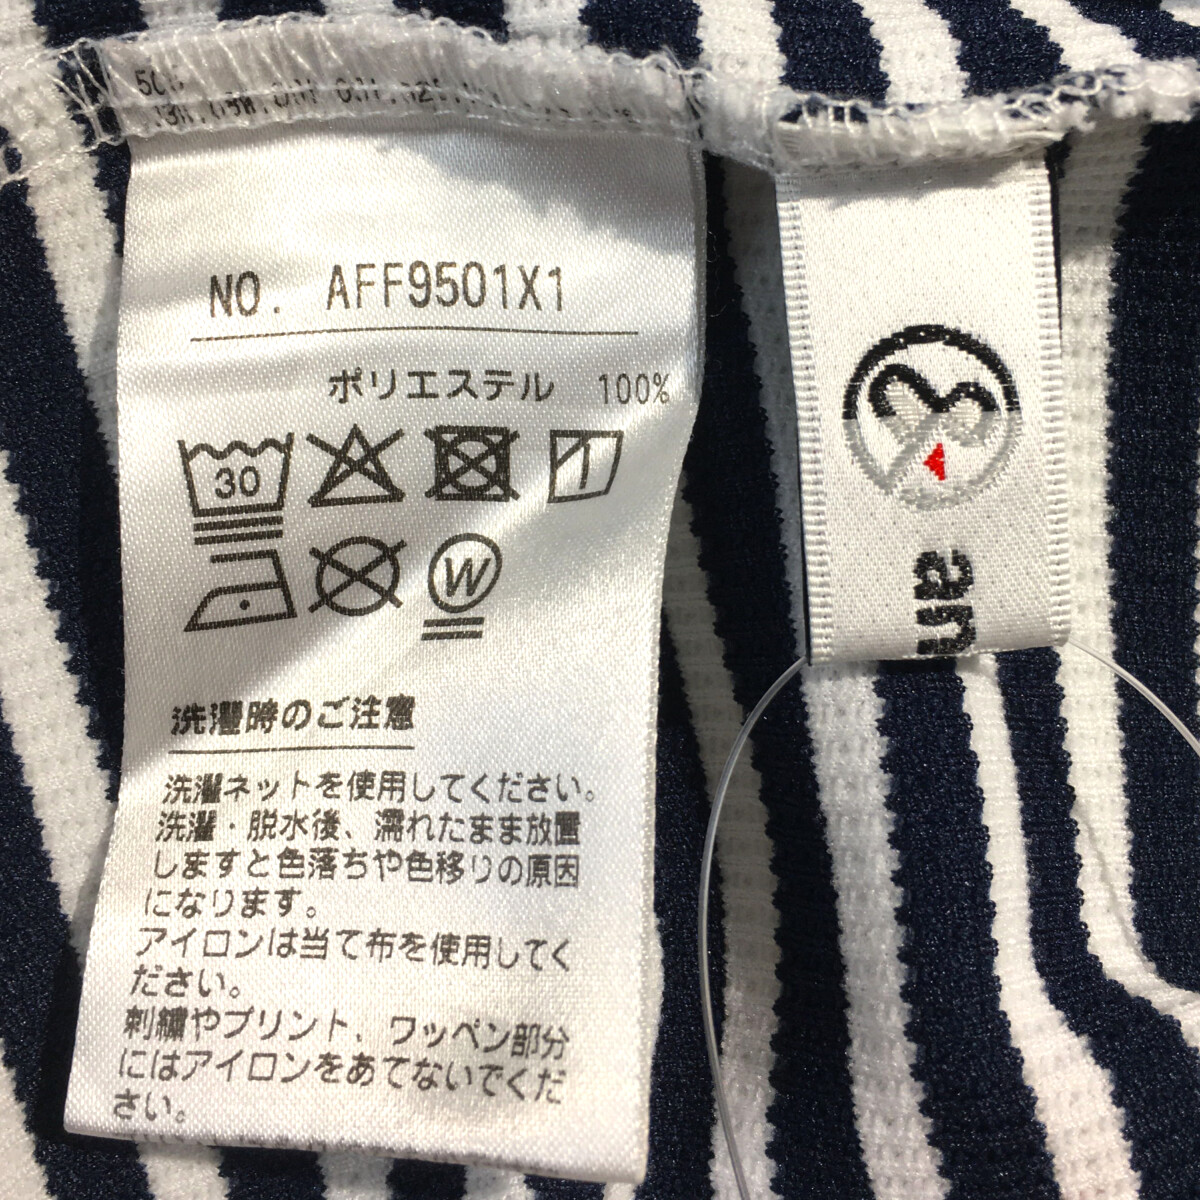 NO. AFF9501X1
ポリエステル 100%
30
W
洗濯時のご注意
洗濯ネットを使用してください。
洗濯・脱水後、濡れたまま放置
しますと色落ちや色移りの原因
になります。
アイロンは当て布を使用してく
ださい。
刺繍やプリント、ワッペン部分
にはアイロンをあてないでくだ
さい。
an